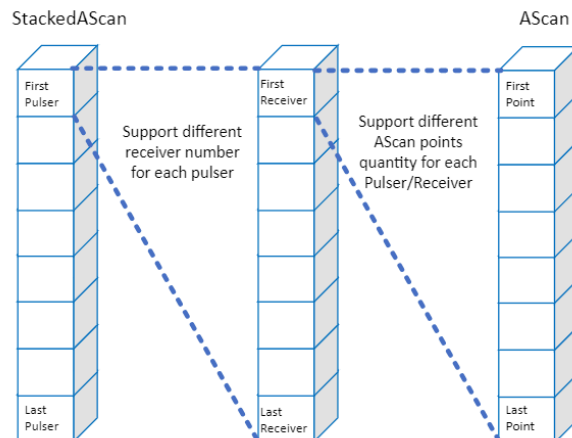 StackedAScan
AScan
First
Pulser
First
Receiver
First
Point
Support different
receiver number
for each pulser
Support different
AScan points
quantity for each
Pulser/Receiver
Last
Pulser
Last
Receiver
Last
Point